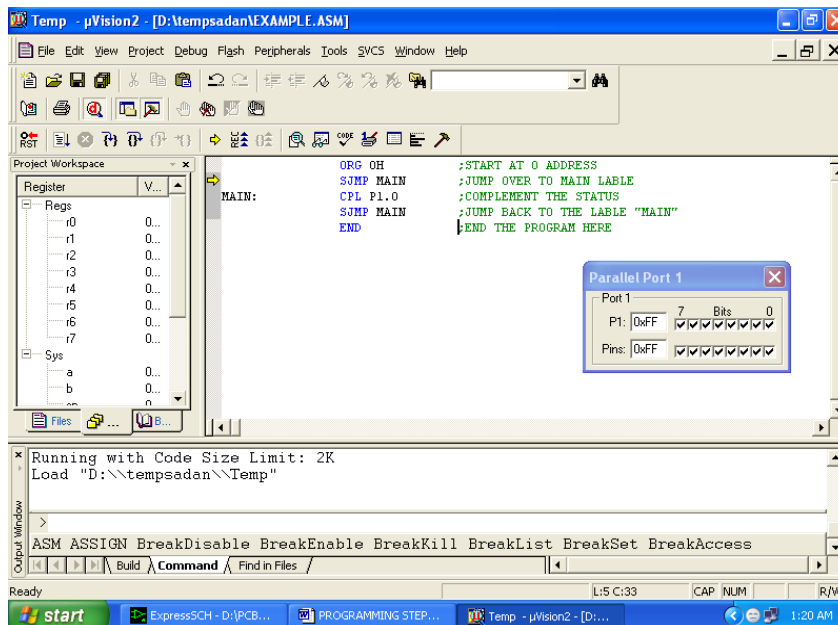 Temp - µVision2 - [D:\tempsadan\EXAMPLE.ASM]
File Edit View Project Debug Flash Peripherals Tools SVCS Window Help
RST CODE
Project Workspace
Register V...
Regs
r0 0...
r1 0...
r2 0...
r3 0...
r4 0...
r5 0...
r6 0...
r7 0...
Sys
a 0...
b 0...
Files ... B...
ORG 0H ;START AT 0 ADDRESS
SJMP MAIN ;JUMP OVER TO MAIN LABLE
MAIN: CPL P1.0 ;COMPLEMENT THE STATUS
SJMP MAIN ;JUMP BACK TO THE LABLE "MAIN"
END ;END THE PROGRAM HERE
Parallel Port 1
Port 1
7 Bits 0
P1: 0xFF
Pins: 0xFF
Running with Code Size Limit: 2K
Load "D:\\tempsadan\\Temp"
>
ASM ASSIGN BreakDisable BreakEnable BreakKill BreakList BreakSet BreakAccess
Output Window
Build Command Find in Files
Ready L:5 C:33 CAP NUM R/W
start ExpressSCH - D:\PCB... PROGRAMMING STEP... Temp - µVision2 - [D:... 1:20 AM